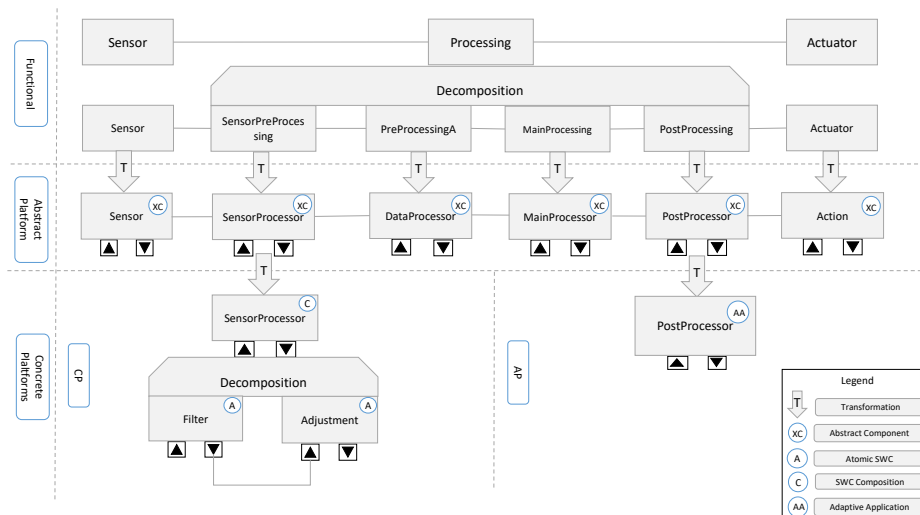 Functional
Sensor
Processing
Actuator
Decomposition
Sensor
SensorPreProces
sing
PreProcessingA
MainProcessing
PostProcessing
Actuator
T
T
T
T
T
T
Abstract
Platform
Sensor
XC
SensorProcessor
XC
DataProcessor
XC
MainProcessor
XC
PostProcessor
XC
Action
XC
T
T
Concrete
Plaltforms
CP
SensorProcessor
C
Decomposition
Filter
A
Adjustment
A
AP
PostProcessor
AA
Legend
T
Transformation
XC
Abstract Component
A
Atomic SWC
C
SWC Composition
AA
Adaptive Application